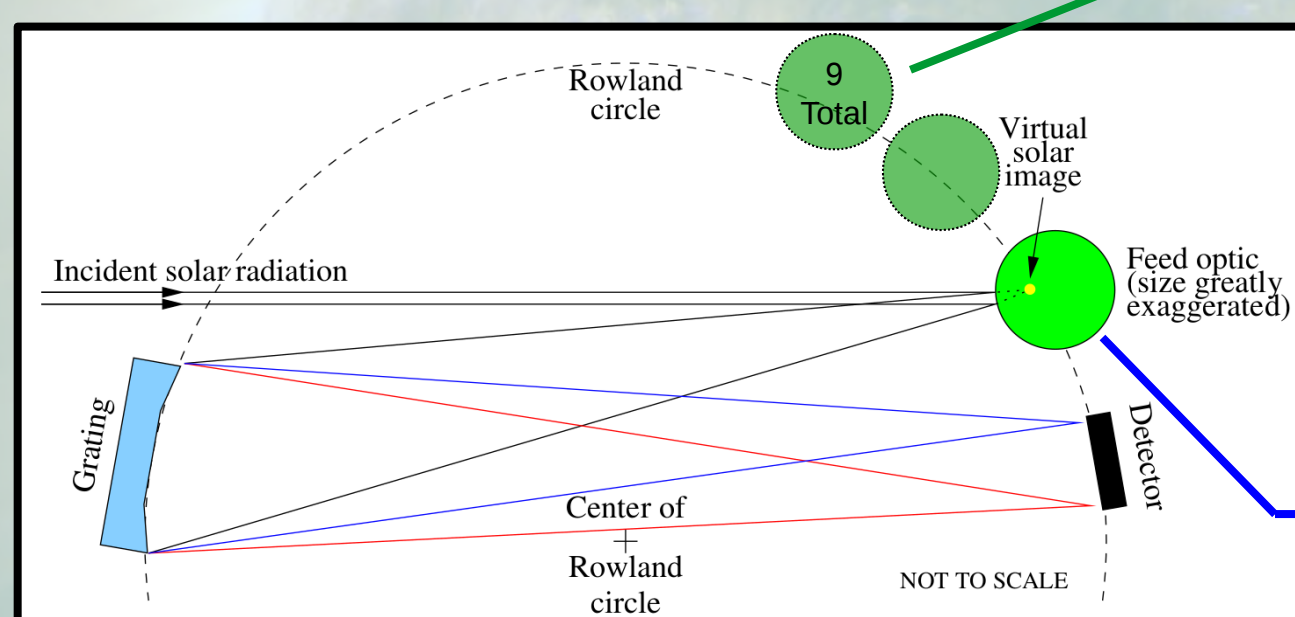 9
Total
Rowland
circle
Virtual
solar
image
Incident solar radiation
Feed optic
(size greatly
exaggerated)
Grating
Detector
Center of
Rowland
circle
NOT TO SCALE